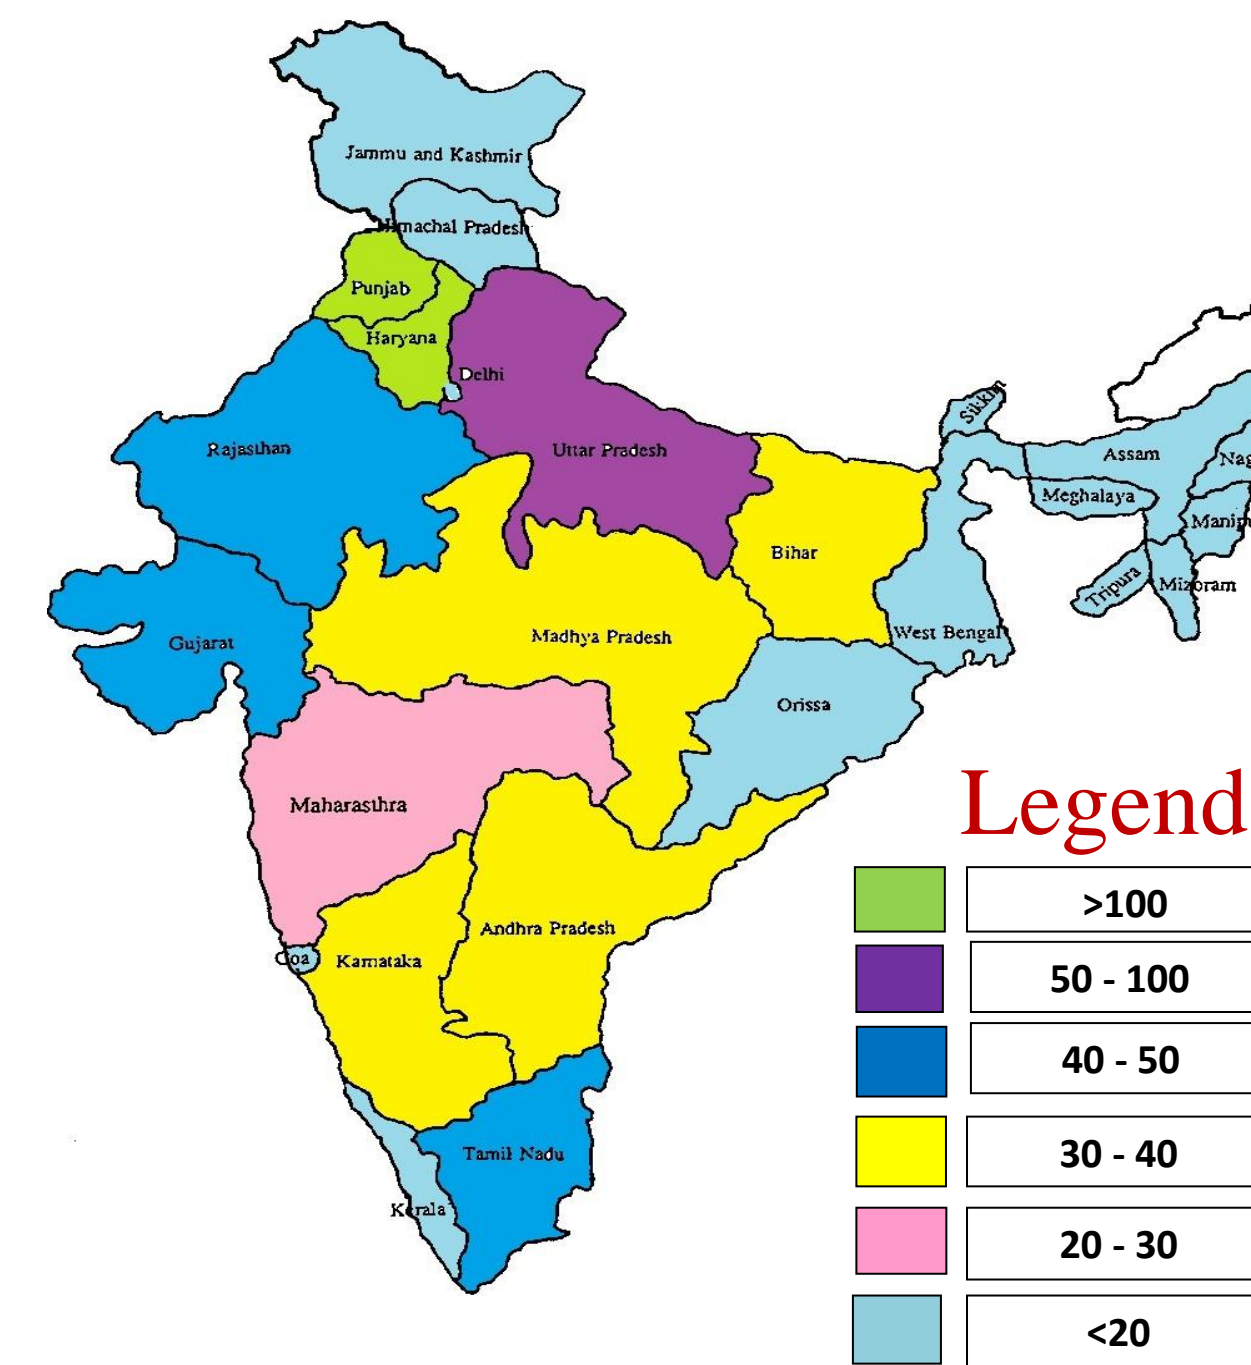 Jammu and Kashmir
Himachal Pradesh
Punjab
Haryana
Delhi
Sikkim
Rajasthan
Uttar Pradesh
Assam
Nag
Meghalaya
Manip
Bihar
Tripura
Mizoram
West Bengal
Gujarat
Madhya Pradesh
Orissa
Maharasthra
Legend
>100
Andhra Pradesh
Goa
Karnataka
50 - 100
40 - 50
Tamil Nadu
30 - 40
Kerala
20 - 30
<20